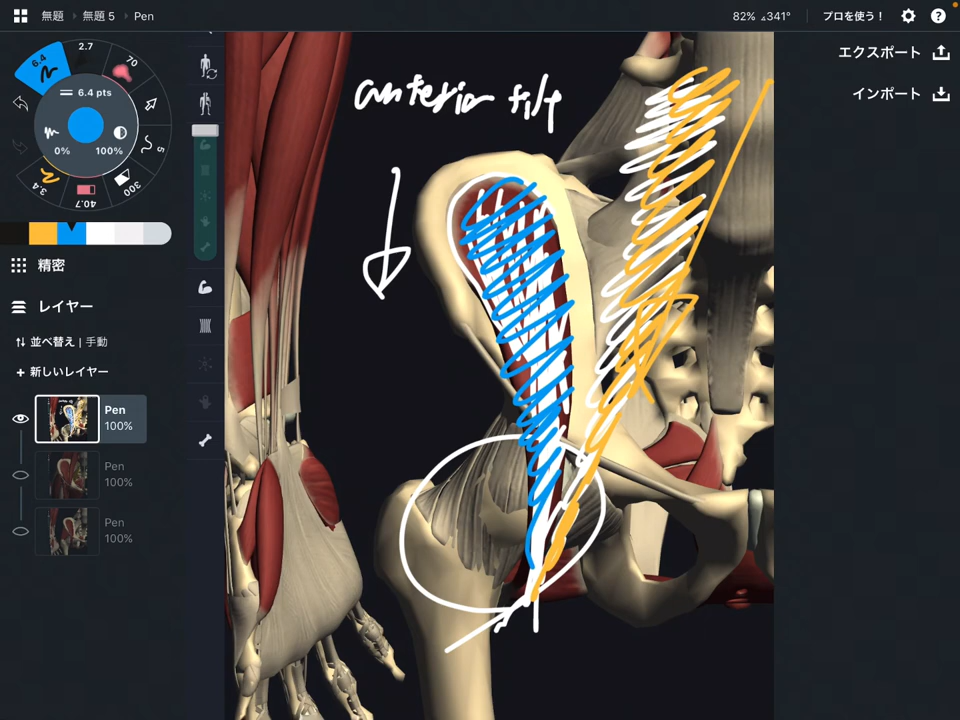 無題 › 無題 5 › Pen
82% ⊿341°
プロを使う！
エクスポート
インポート
2.7
6.4
70
6.4 pts
0% 100%
5
3.4
40.7
300
精密
レイヤー
並べ替え | 手動
+ 新しいレイヤー
Pen
100%
Pen
100%
Pen
100%
anterior tilt